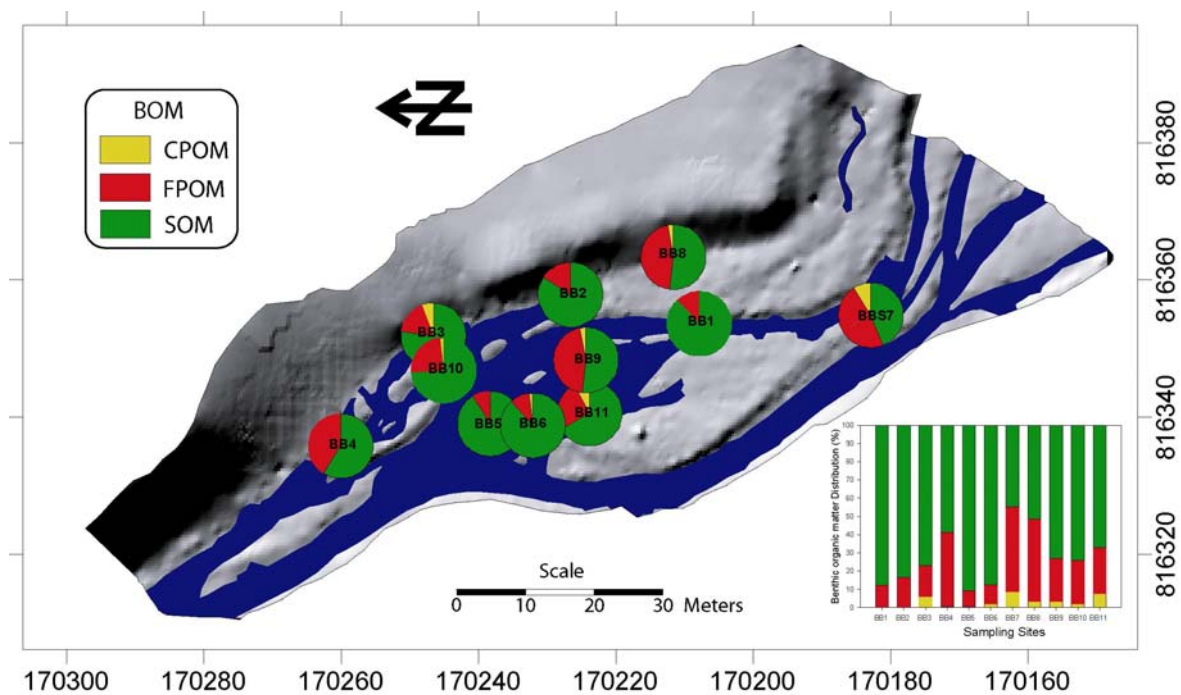 BOM
CPOM
FPOM
SOM
Z
BB8
BB2
BB1
BBS7
BB3
BB10
BB9
BB11
BB5
BB6
BB4
816380
816360
816340
816320
Scale
0 10 20 30 Meters
Benthic organic matter Distribution (%)
100
90
80
70
60
50
40
30
20
10
0
BB1 BB2 BB3 BB4 BB5 BB6 BB7 BB8 BB9 BB10 BB11
Sampling Sites
170300 170280 170260 170240 170220 170200 170180 170160